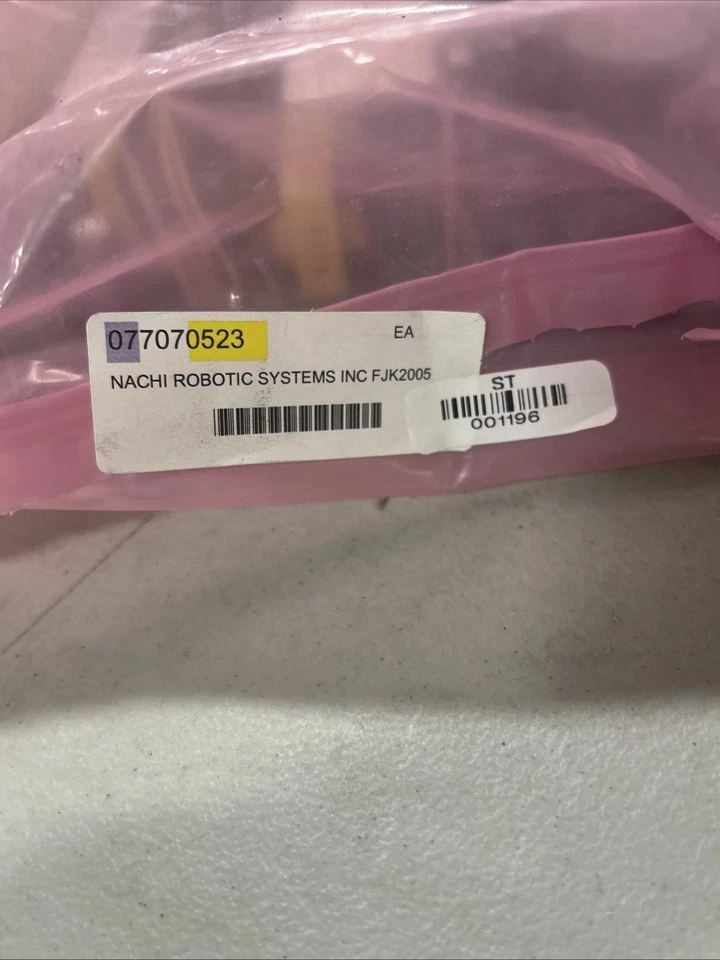 077070523
EA
NACHI ROBOTIC SYSTEMS INC FJK2005
ST
001196